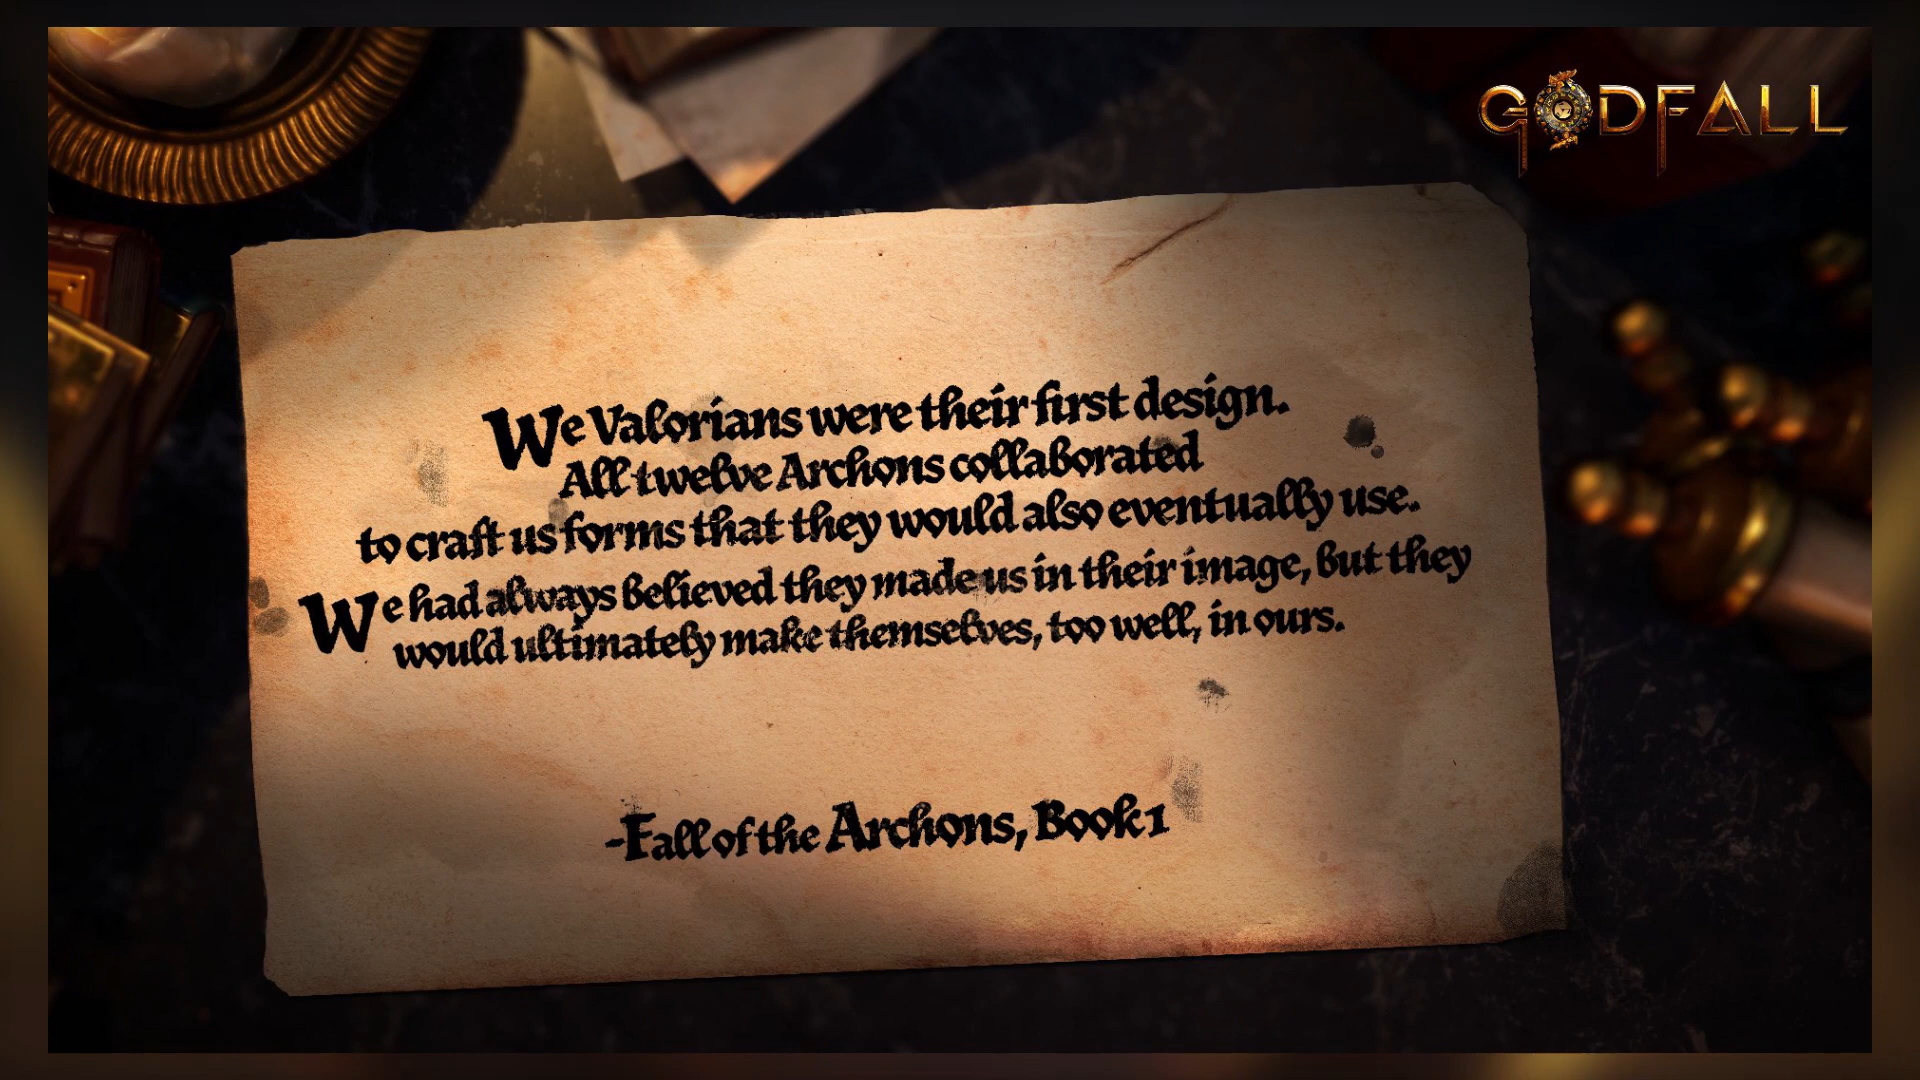 GODFALL
We Valorians were their first design.
All twelve Archons collaborated
to craft us forms that they would also eventually use.
We had always believed they made us in their image, but they
would ultimately make themselves, too well, in ours.
-Fall of the Archons, Book 1